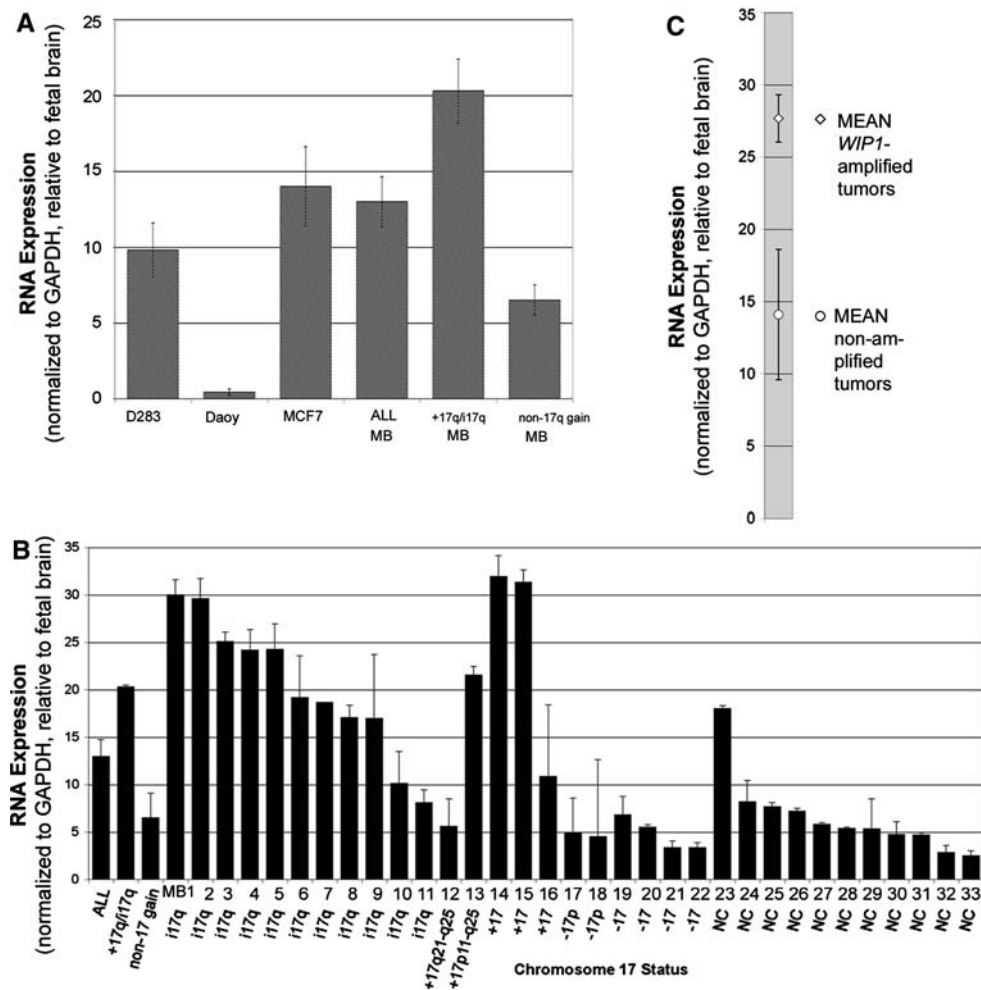 A
RNA Expression
(normalized to GAPDH, relative to fetal brain)
25
20
15
10
5
0
D283
Daoy
MCF7
ALL
MB
+17q/i17q
MB
non-17q gain
MB
C
RNA Expression
(normalized to GAPDH, relative to fetal brain)
35
30
25
20
15
10
5
0
MEAN
WIP1-
amplified
tumors
MEAN
non-am-
plified
tumors
B
RNA Expression
(normalized to GAPDH, relative to fetal brain)
35
30
25
20
15
10
5
0
ALL
+17q/i17q
non-17 gain
MB1 2 3 4 5 6 7 8 9 10 11 12 13 14 15 16 17 18 19 20 21 22 23 24 25 26 27 28 29 30 31 32 33
i17q i17q i17q i17q i17q i17q i17q i17q i17q i17q i17q +17q21-q25 +17p11-q25 +17 +17 +17 -17p -17p -17 -17 -17 -17 NC NC NC NC NC NC NC NC NC NC NC
Chromosome 17 Status